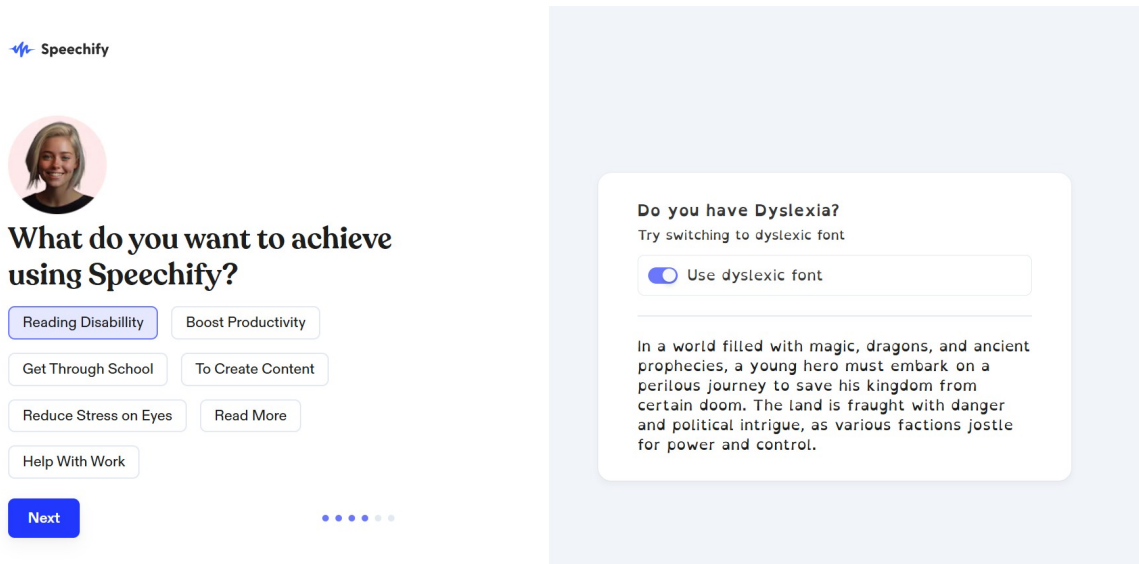 Speechify
What do you want to achieve
using Speechify?
Reading Disabillity
Boost Productivity
Get Through School
To Create Content
Reduce Stress on Eyes
Read More
Help With Work
Next
Do you have Dyslexia?
Try switching to dyslexic font
Use dyslexic font
In a world filled with magic, dragons, and ancient
prophecies, a young hero must embark on a
perilous journey to save his kingdom from
certain doom. The land is fraught with danger
and political intrigue, as various factions jostle
for power and control.